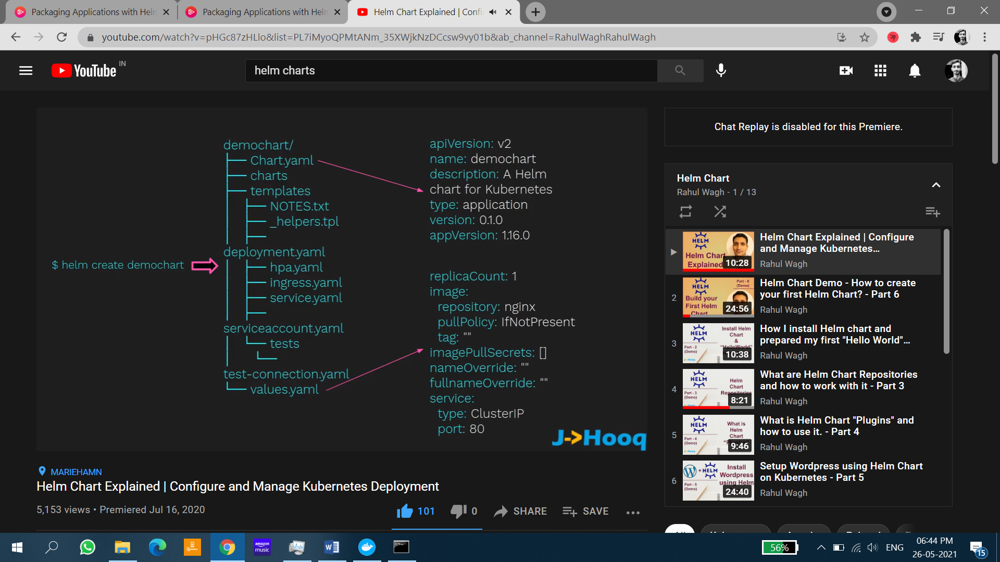 Packaging Applications with Helm
Packaging Applications with Helm
Helm Chart Explained | Confi
youtube.com/watch?v=pHGc87zHLlo&list=PL7iMyoQPMtANm_35XWjkNzDCcsw9vy01b&ab_channel=RahulWaghRahulWagh
YouTube IN
helm charts
$ helm create demochart
demochart/
Chart.yaml
charts
templates
NOTES.txt
_helpers.tpl
deployment.yaml
hpa.yaml
ingress.yaml
service.yaml
serviceaccount.yaml
tests
test-connection.yaml
values.yaml
apiVersion: v2
name: demochart
description: A Helm
chart for Kubernetes
type: application
version: 0.1.0
appVersion: 1.16.0
replicaCount: 1
image:
repository: nginx
pullPolicy: IfNotPresent
tag: ""
imagePullSecrets: []
nameOverride: ""
fullnameOverride: ""
service:
type: ClusterIP
port: 80
J->Hooq
MARIEHAMN
Helm Chart Explained | Configure and Manage Kubernetes Deployment
5,153 views • Premiered Jul 16, 2020
101
0
SHARE
SAVE
Chat Replay is disabled for this Premiere.
Helm Chart
Rahul Wagh - 1 / 13
HELM
Helm Chart
Explained
10:28
Helm Chart Explained | Configure
and Manage Kubernetes...
Rahul Wagh
2
HELM
Part - 8
(Demo)
Build your
First Helm
Chart
24:56
Helm Chart Demo - How to create
your first Helm Chart? - Part 6
Rahul Wagh
3
HELM
Part - 2
(Demo)
Install Helm
Chart
&
"HelloWorld"
10:38
How I install Helm chart and
prepared my first "Hello World"...
Rahul Wagh
4
HELM
Part - 3
(Demo)
Helm
Chart
Repositories
8:21
What are Helm Chart Repositories
and how to work with it - Part 3
Rahul Wagh
5
HELM
Part - 4
(Demo)
What is
Helm
Chart
9:46
What is Helm Chart "Plugins" and
how to use it. - Part 4
Rahul Wagh
6
+ HELM
Part - 5
(Demo)
Install
Wordpress
using Helm
24:40
Setup Wordpress using Helm Chart
on Kubernetes - Part 5
Rahul Wagh
amazon
music
56%
ENG
06:44 PM
26-05-2021
15